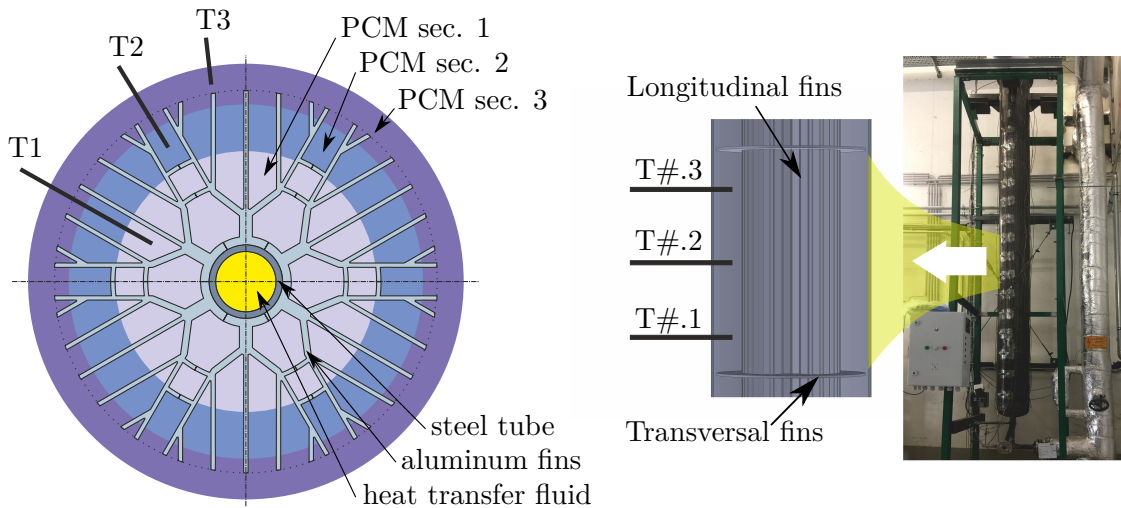 T3
T2
T1
PCM sec. 1
PCM sec. 2
PCM sec. 3
steel tube
aluminum fins
heat transfer fluid
Longitudinal fins
T#.3
T#.2
T#.1
Transversal fins